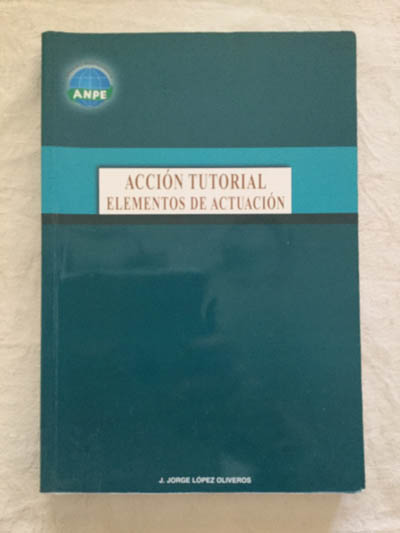 ANPE
ACCIÓN TUTORIAL
ELEMENTOS DE ACTUACIÓN
J. JORGE LÓPEZ OLIVEROS